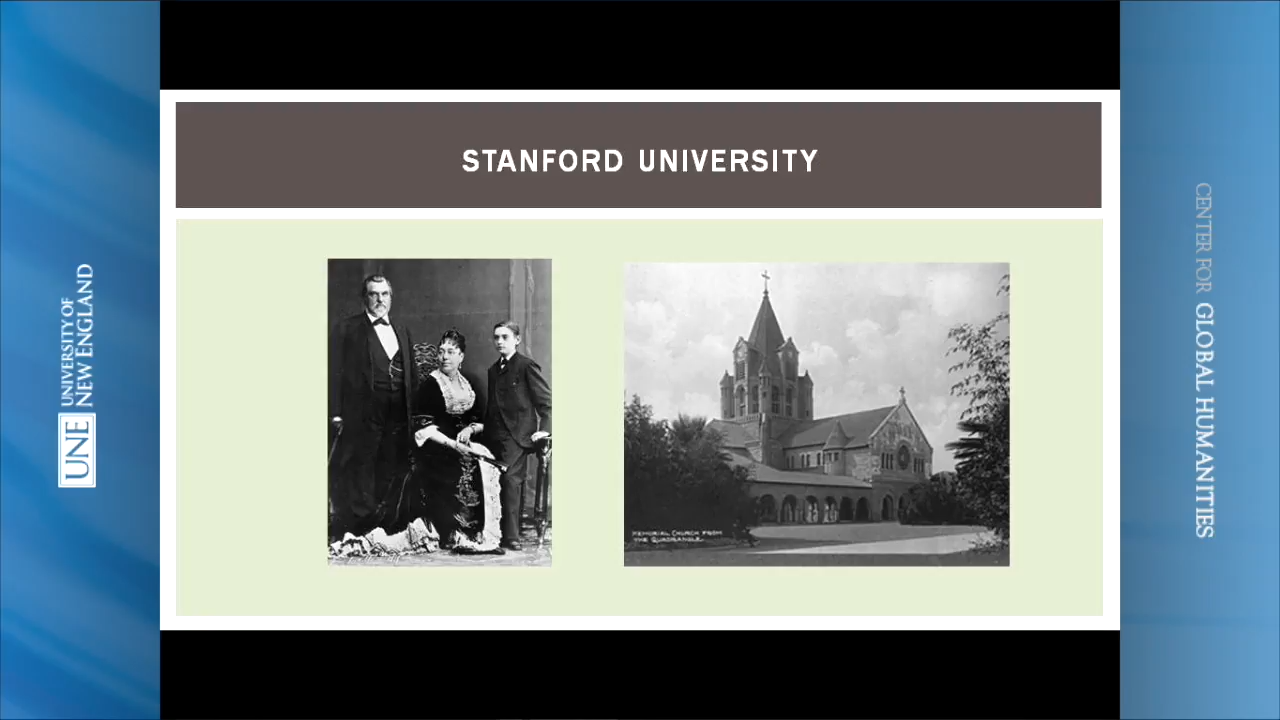 STANFORD UNIVERSITY
MEMORIAL CHURCH FROM
THE QUADRANGLE.
UNE
UNIVERSITY OF
NEW ENGLAND
CENTER FOR GLOBAL HUMANITIES